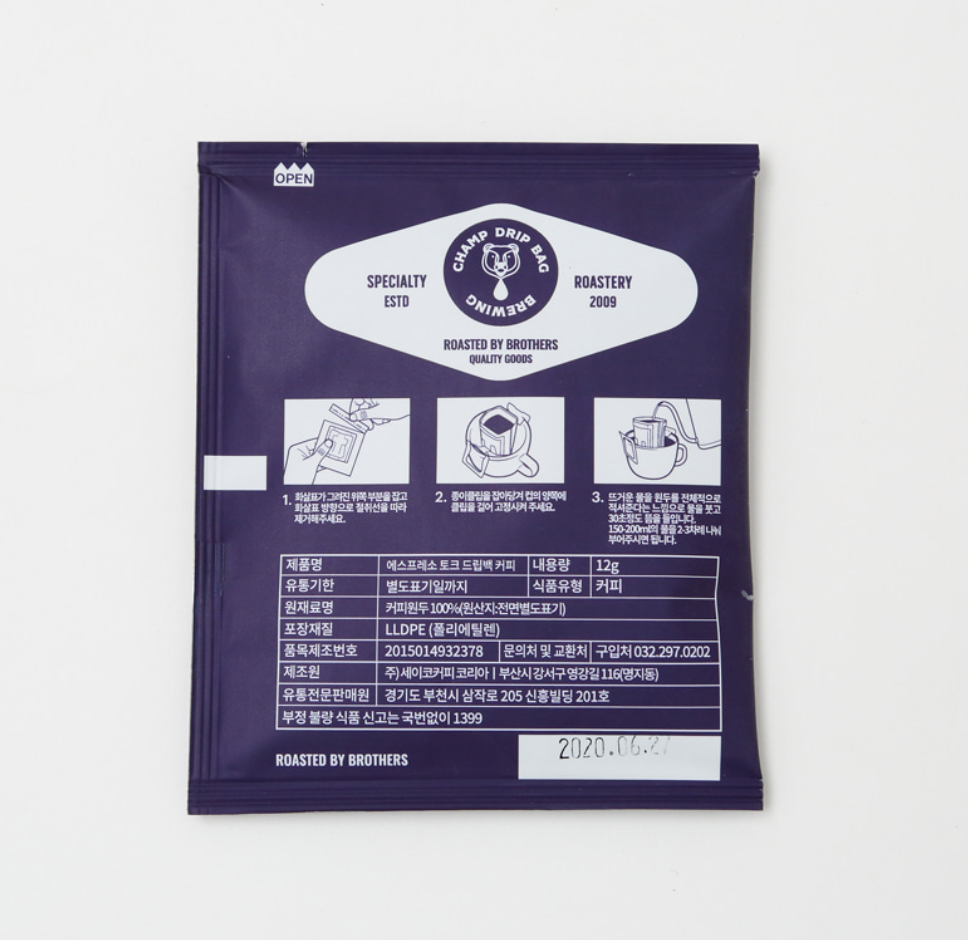 OPEN
CHAMP DRIP BAG
BREWING
SPECIALTY
ESTD
ROASTERY
2009
ROASTED BY BROTHERS
QUALITY GOODS
1. 화살표가 그려진 위쪽 부분을 잡고
화살표 방향으로 절취선을 따라
제거해주세요.
2. 종이클립을 잡아당겨 컵의 양쪽에
클립을 걸어 고정시켜 주세요.
3. 뜨거운 물을 원두를 전체적으로
적셔준다는 느낌으로 물을 붓고
30초정도 뜸을 들입니다.
150-200ml의 물을 2-3차례 나눠
부어주시면 됩니다.
제품명 에스프레소 토크 드립백 커피 내용량 12g
유통기한 별도표기일까지 식품유형 커피
원재료명 커피원두 100%(원산지:전면별도표기)
포장재질 LLDPE (폴리에틸렌)
품목제조번호 2015014932378 문의처 및 교환처 구입처 032.297.0202
제조원 주) 세이코커피 코리아 | 부산시 강서구 영강길 116(명지동)
유통전문판매원 경기도 부천시 삼작로 205 신흥빌딩 201호
부정 불량 식품 신고는 국번없이 1399
ROASTED BY BROTHERS
2020.06.27